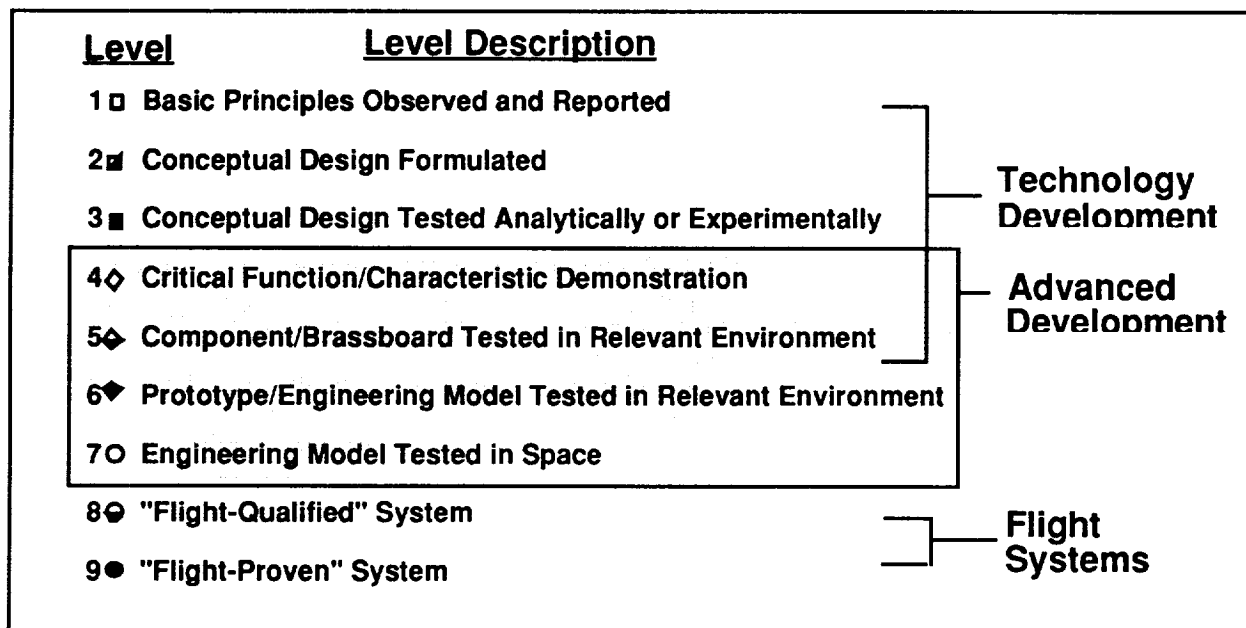 Level Level Description
1 Basic Principles Observed and Reported
2 Conceptual Design Formulated
3 Conceptual Design Tested Analytically or Experimentally
4 Critical Function/Characteristic Demonstration
5 Component/Brassboard Tested in Relevant Environment
6 Prototype/Engineering Model Tested in Relevant Environment
7 Engineering Model Tested in Space
8 "Flight-Qualified" System
9 "Flight-Proven" System
Technology
Development
Advanced
Development
Flight
Systems